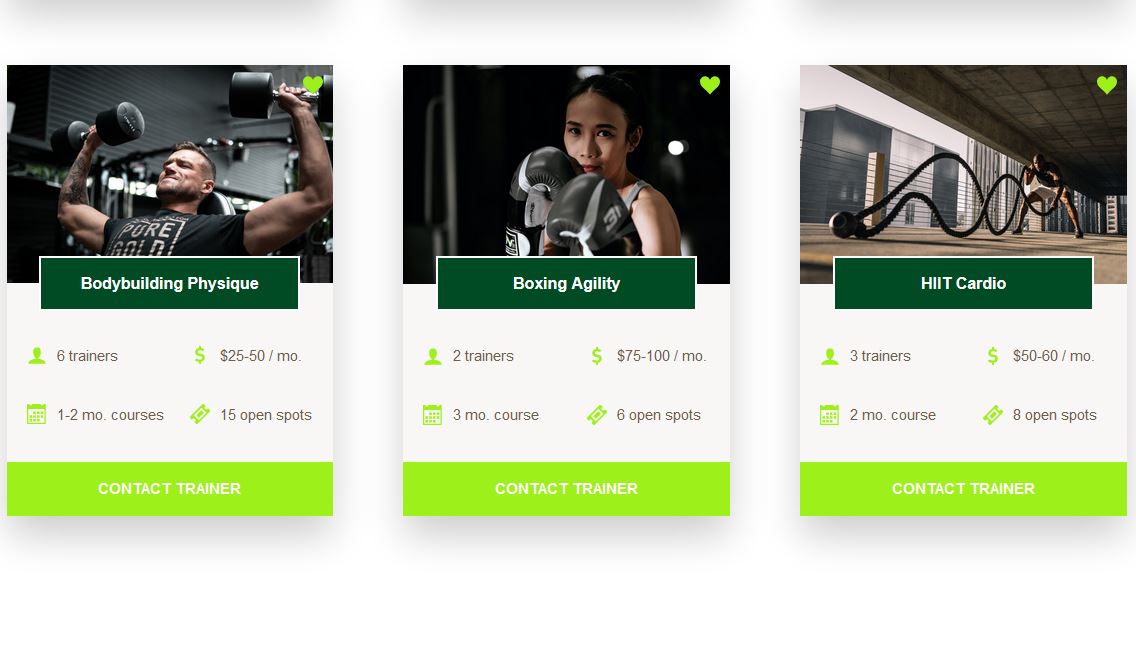 PURE
GOLD
Bodybuilding Physique
6 trainers
$25-50 / mo.
1-2 mo. courses
15 open spots
CONTACT TRAINER
Boxing Agility
2 trainers
$75-100 / mo.
3 mo. course
6 open spots
CONTACT TRAINER
HIIT Cardio
3 trainers
$50-60 / mo.
2 mo. course
8 open spots
CONTACT TRAINER